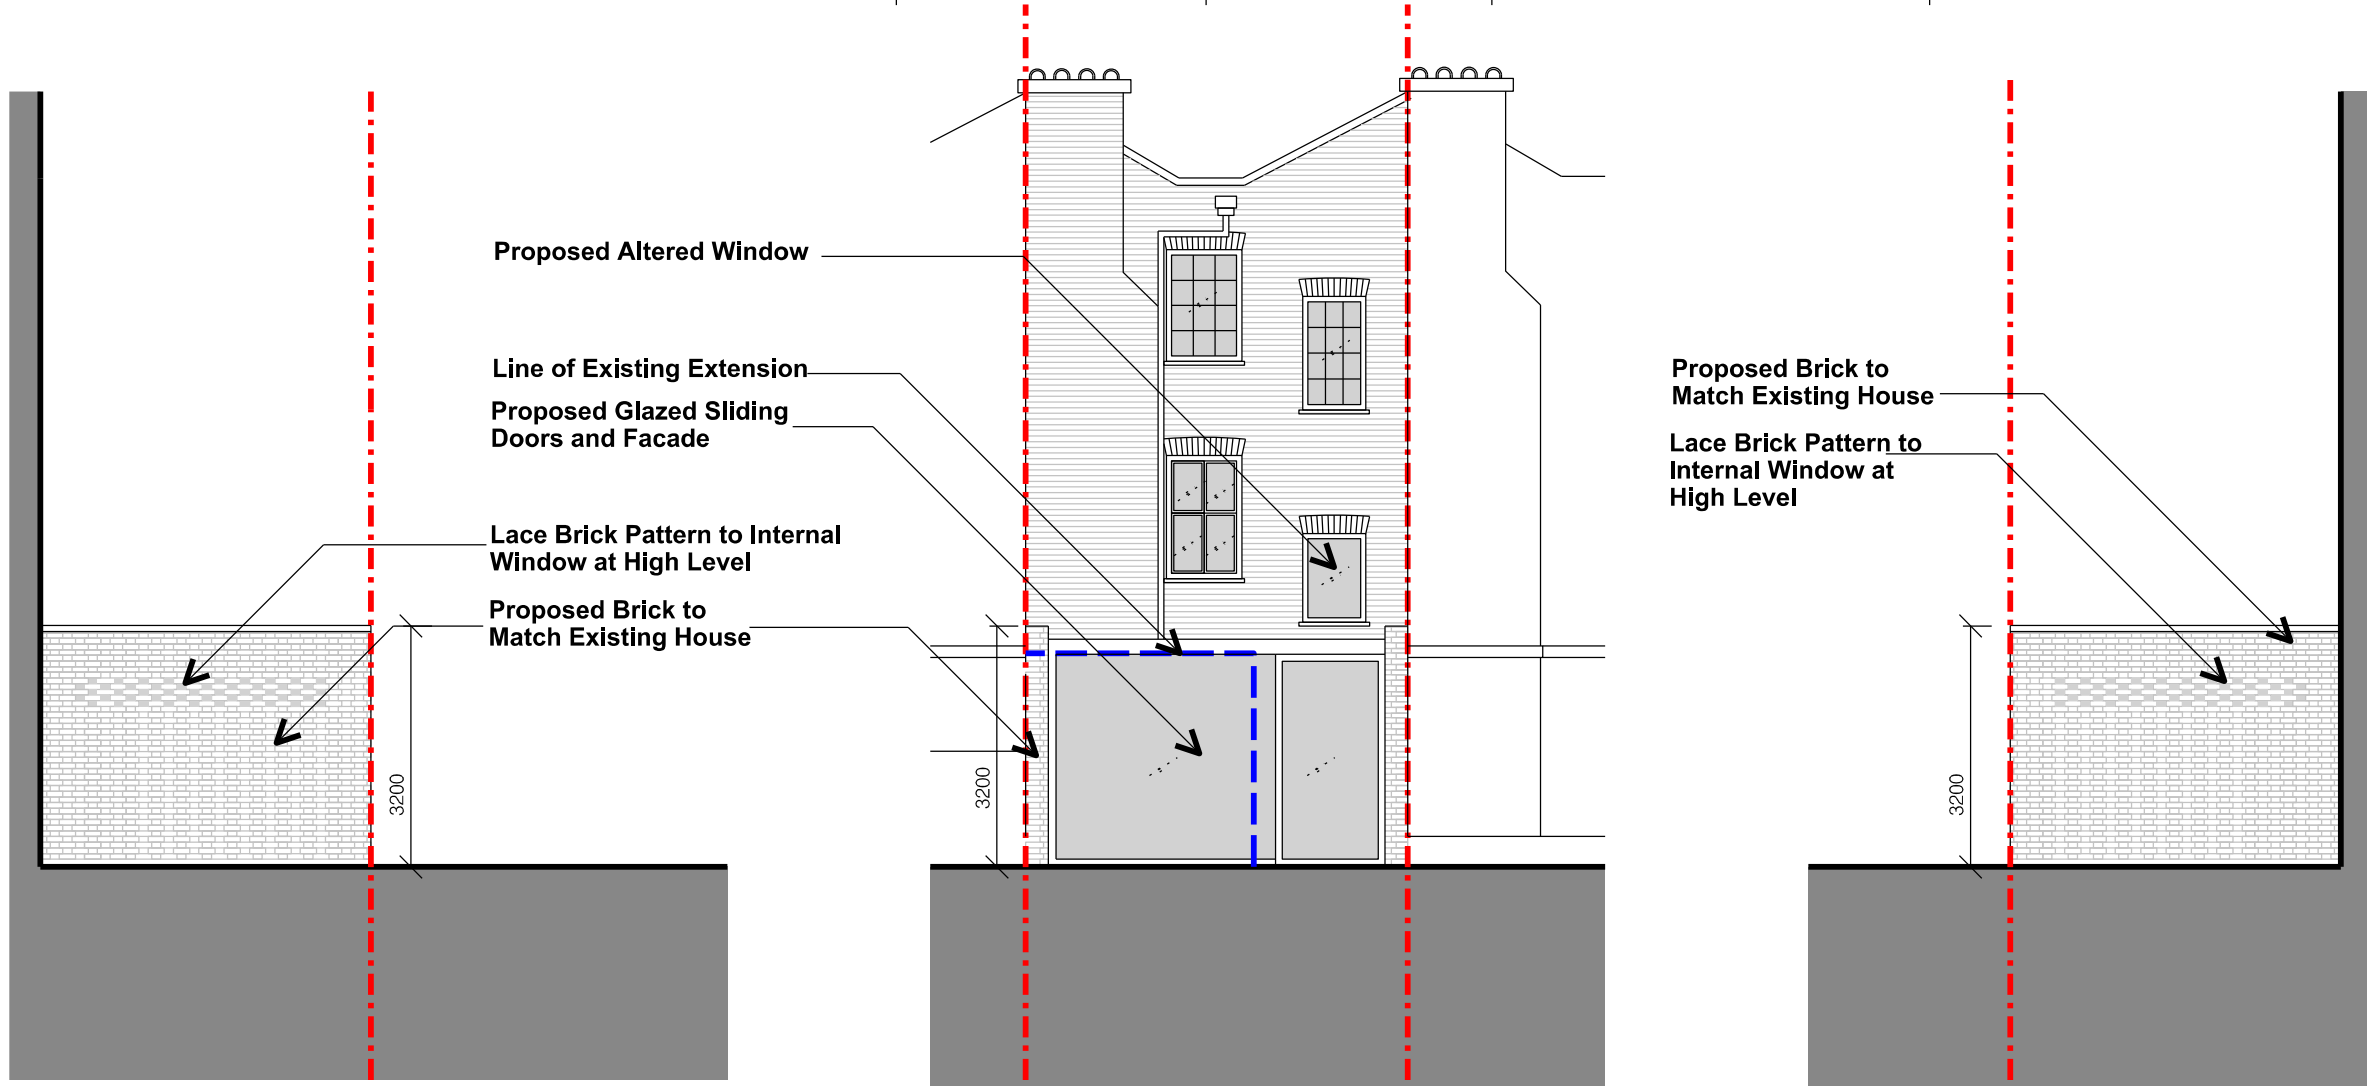 Proposed Altered Window
Line of Existing Extension
Proposed Glazed Sliding
Doors and Facade
Lace Brick Pattern to Internal
Window at High Level
Proposed Brick to
Match Existing House
3200
3200
Proposed Brick to
Match Existing House
Lace Brick Pattern to
Internal Window at
High Level
3200